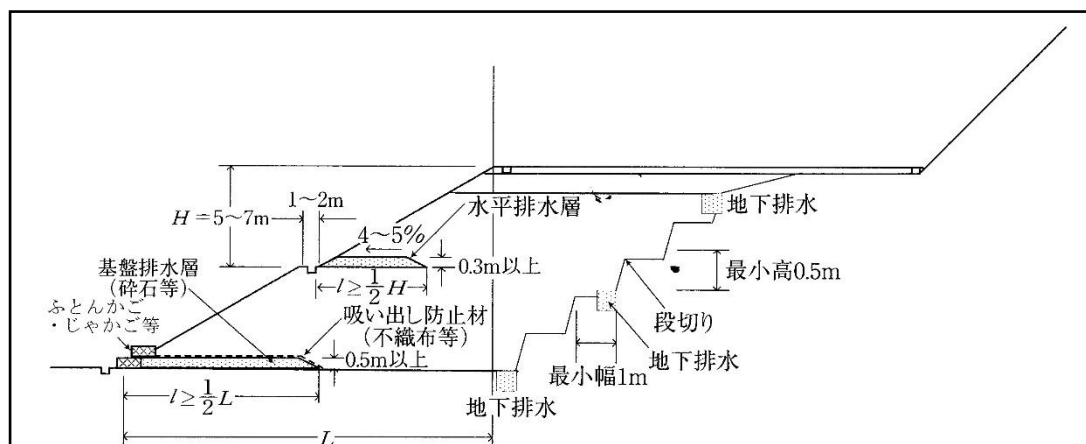 1～2m
H=5～7m
水平排水層
地下排水
4～5%
基盤排水層
(砕石等)
0.3m以上
最小高0.5m
l≥1/2 H
ふとんかご
・じゃかご等
吸い出し防止材
(不織布等)
段切り
0.5m以上
地下排水
最小幅1m
l≥1/2 L
地下排水
L